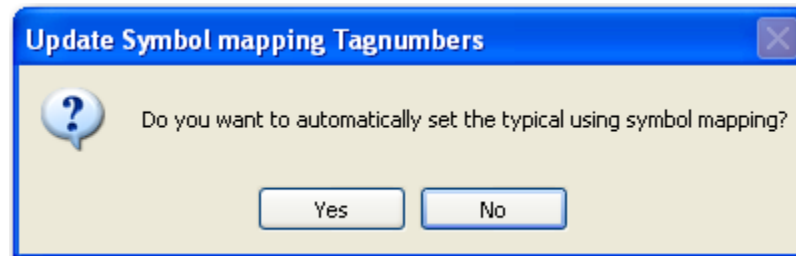 Update Symbol mapping Tagnumbers
Do you want to automatically set the typical using symbol mapping?
Yes No